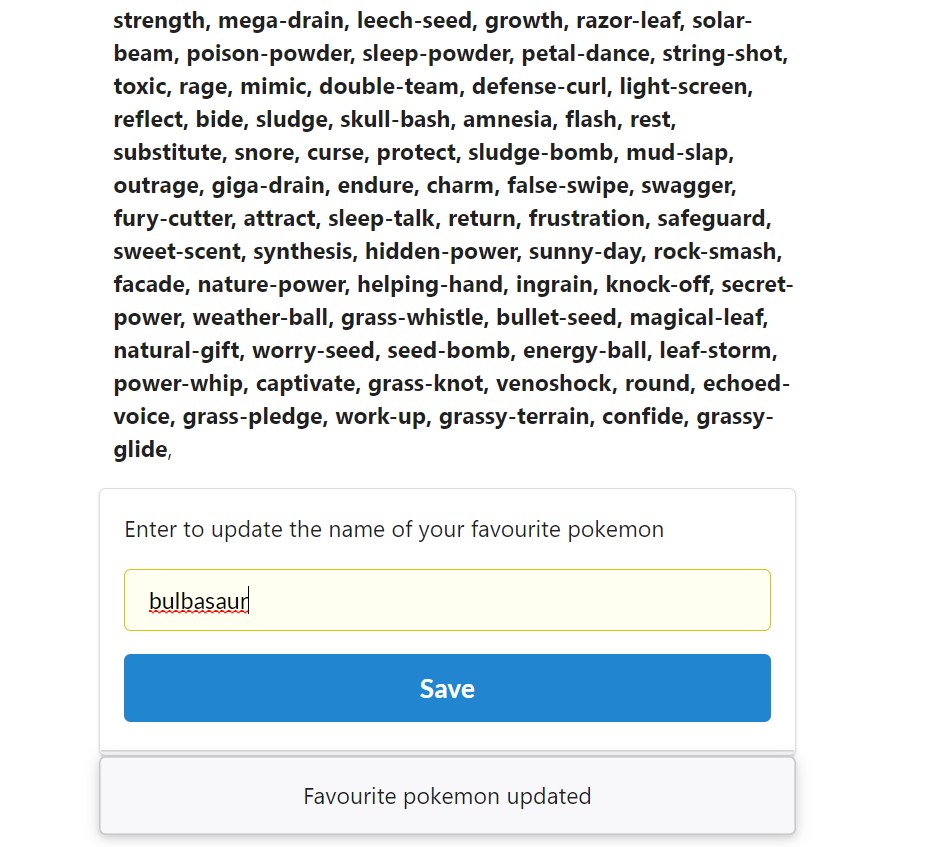 strength, mega-drain, leech-seed, growth, razor-leaf, solar-
beam, poison-powder, sleep-powder, petal-dance, string-shot,
toxic, rage, mimic, double-team, defense-curl, light-screen,
reflect, bide, sludge, skull-bash, amnesia, flash, rest,
substitute, snore, curse, protect, sludge-bomb, mud-slap,
outrage, giga-drain, endure, charm, false-swipe, swagger,
fury-cutter, attract, sleep-talk, return, frustration, safeguard,
sweet-scent, synthesis, hidden-power, sunny-day, rock-smash,
facade, nature-power, helping-hand, ingrain, knock-off, secret-
power, weather-ball, grass-whistle, bullet-seed, magical-leaf,
natural-gift, worry-seed, seed-bomb, energy-ball, leaf-storm,
power-whip, captivate, grass-knot, venoshock, round, echoed-
voice, grass-pledge, work-up, grassy-terrain, confide, grassy-
glide,
Enter to update the name of your favourite pokemon
bulbasaur
Save
Favourite pokemon updated